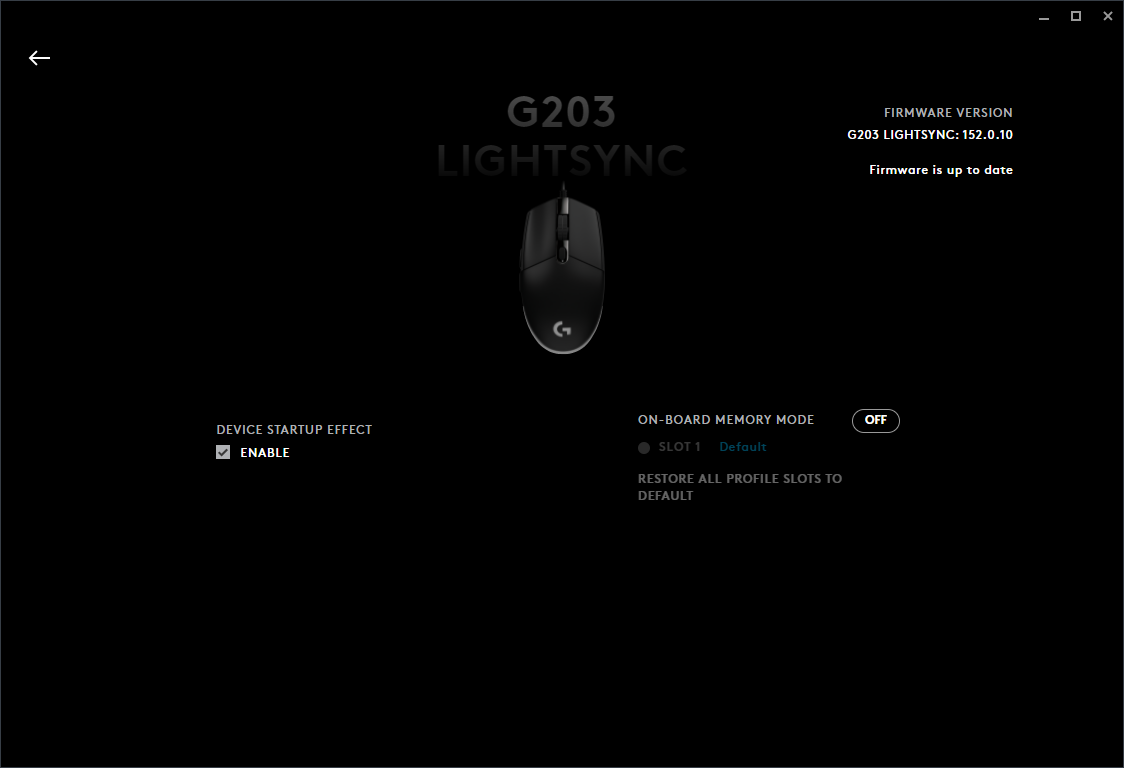 G203
LIGHTSYNC
FIRMWARE VERSION
G203 LIGHTSYNC: 152.0.10
Firmware is up to date
DEVICE STARTUP EFFECT
ENABLE
ON-BOARD MEMORY MODE OFF
SLOT 1 Default
RESTORE ALL PROFILE SLOTS TO
DEFAULT